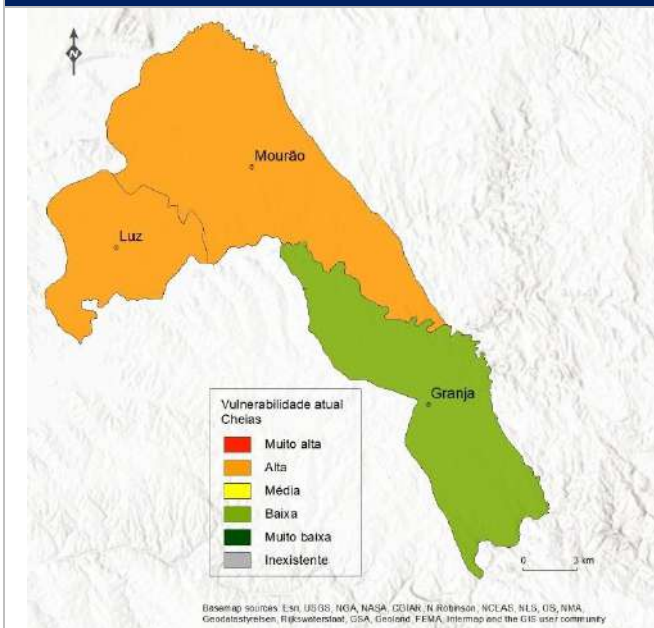 N
Mourão
Luz
Granja
Vulnerabilidade atual
Cheias
Muito alta
Alta
Média
Baixa
Muito baixa
Inexistente
0 3 km
Basemap sources: Esri, USGS, NGA, NASA, CGIAR, N Robinson, NCEAS, NLS, OS, NMA,
Geodatastyrelsen, Rijkswaterstaat, GSA, Geoland, FEMA, Intermap and the GIS user community